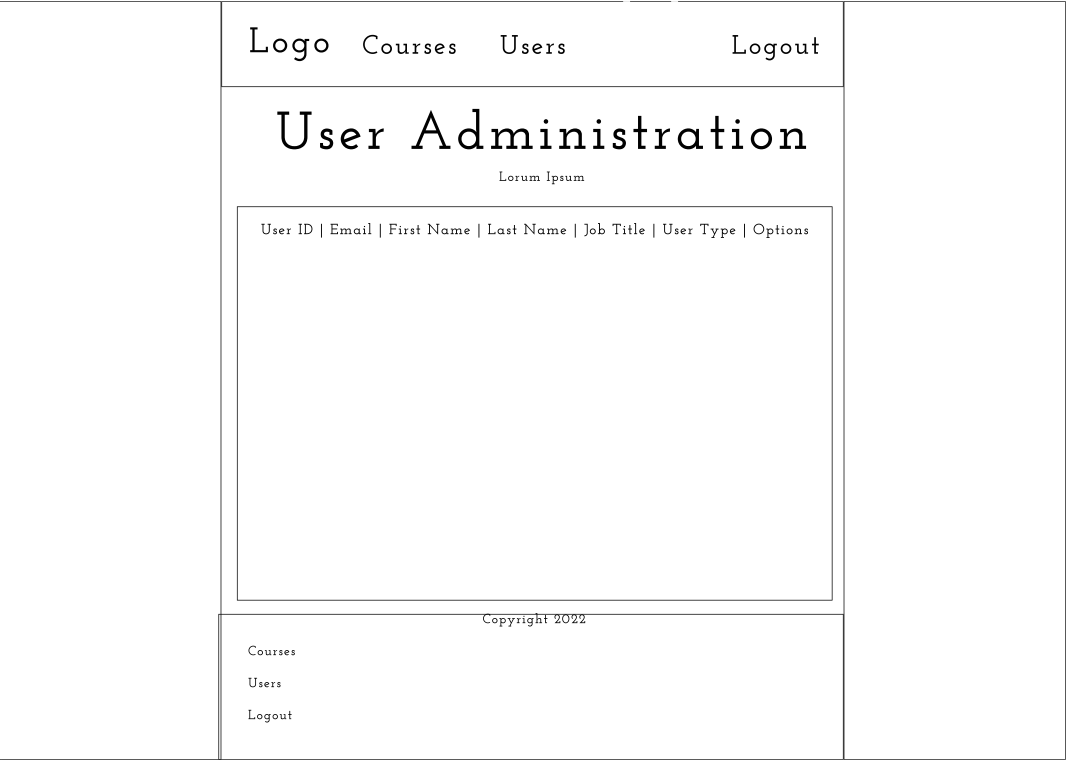 Logo Courses Users Logout
User Administration
Lorum Ipsum
User ID | Email | First Name | Last Name | Job Title | User Type | Options
Copyright 2022
Courses
Users
Logout